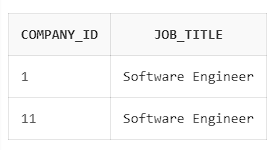 COMPANY_ID JOB_TITLE
1 Software Engineer
11 Software Engineer